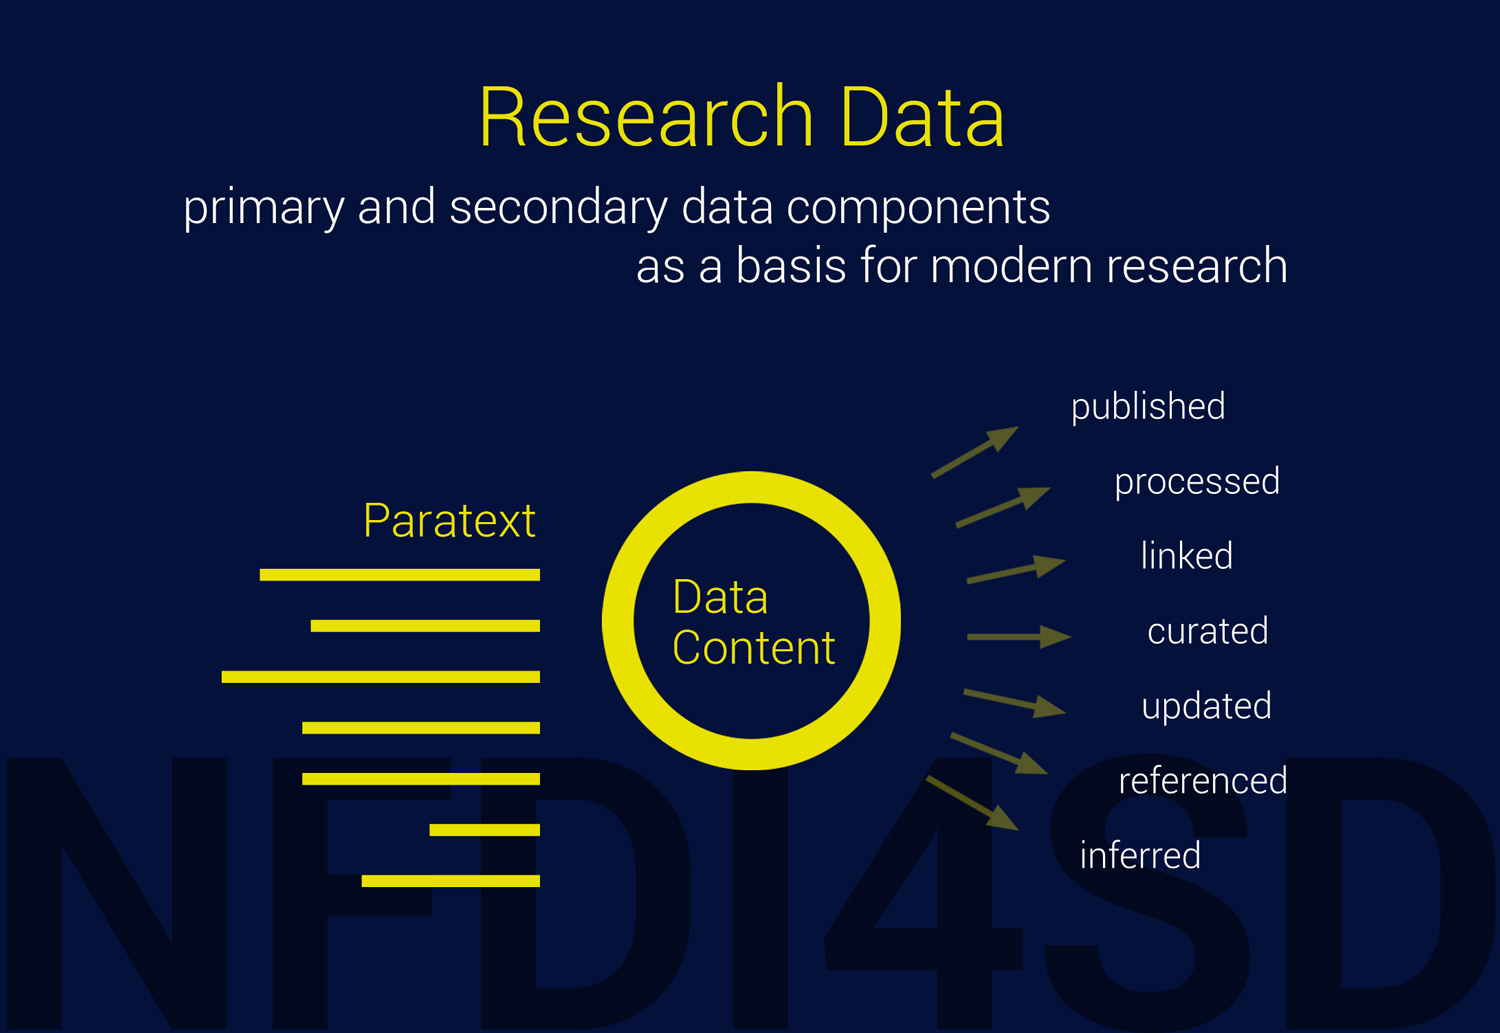 Research Data
primary and secondary data components
as a basis for modern research
Paratext
Data
Content
published
processed
linked
curated
updated
referenced
inferred
NFDI4SD